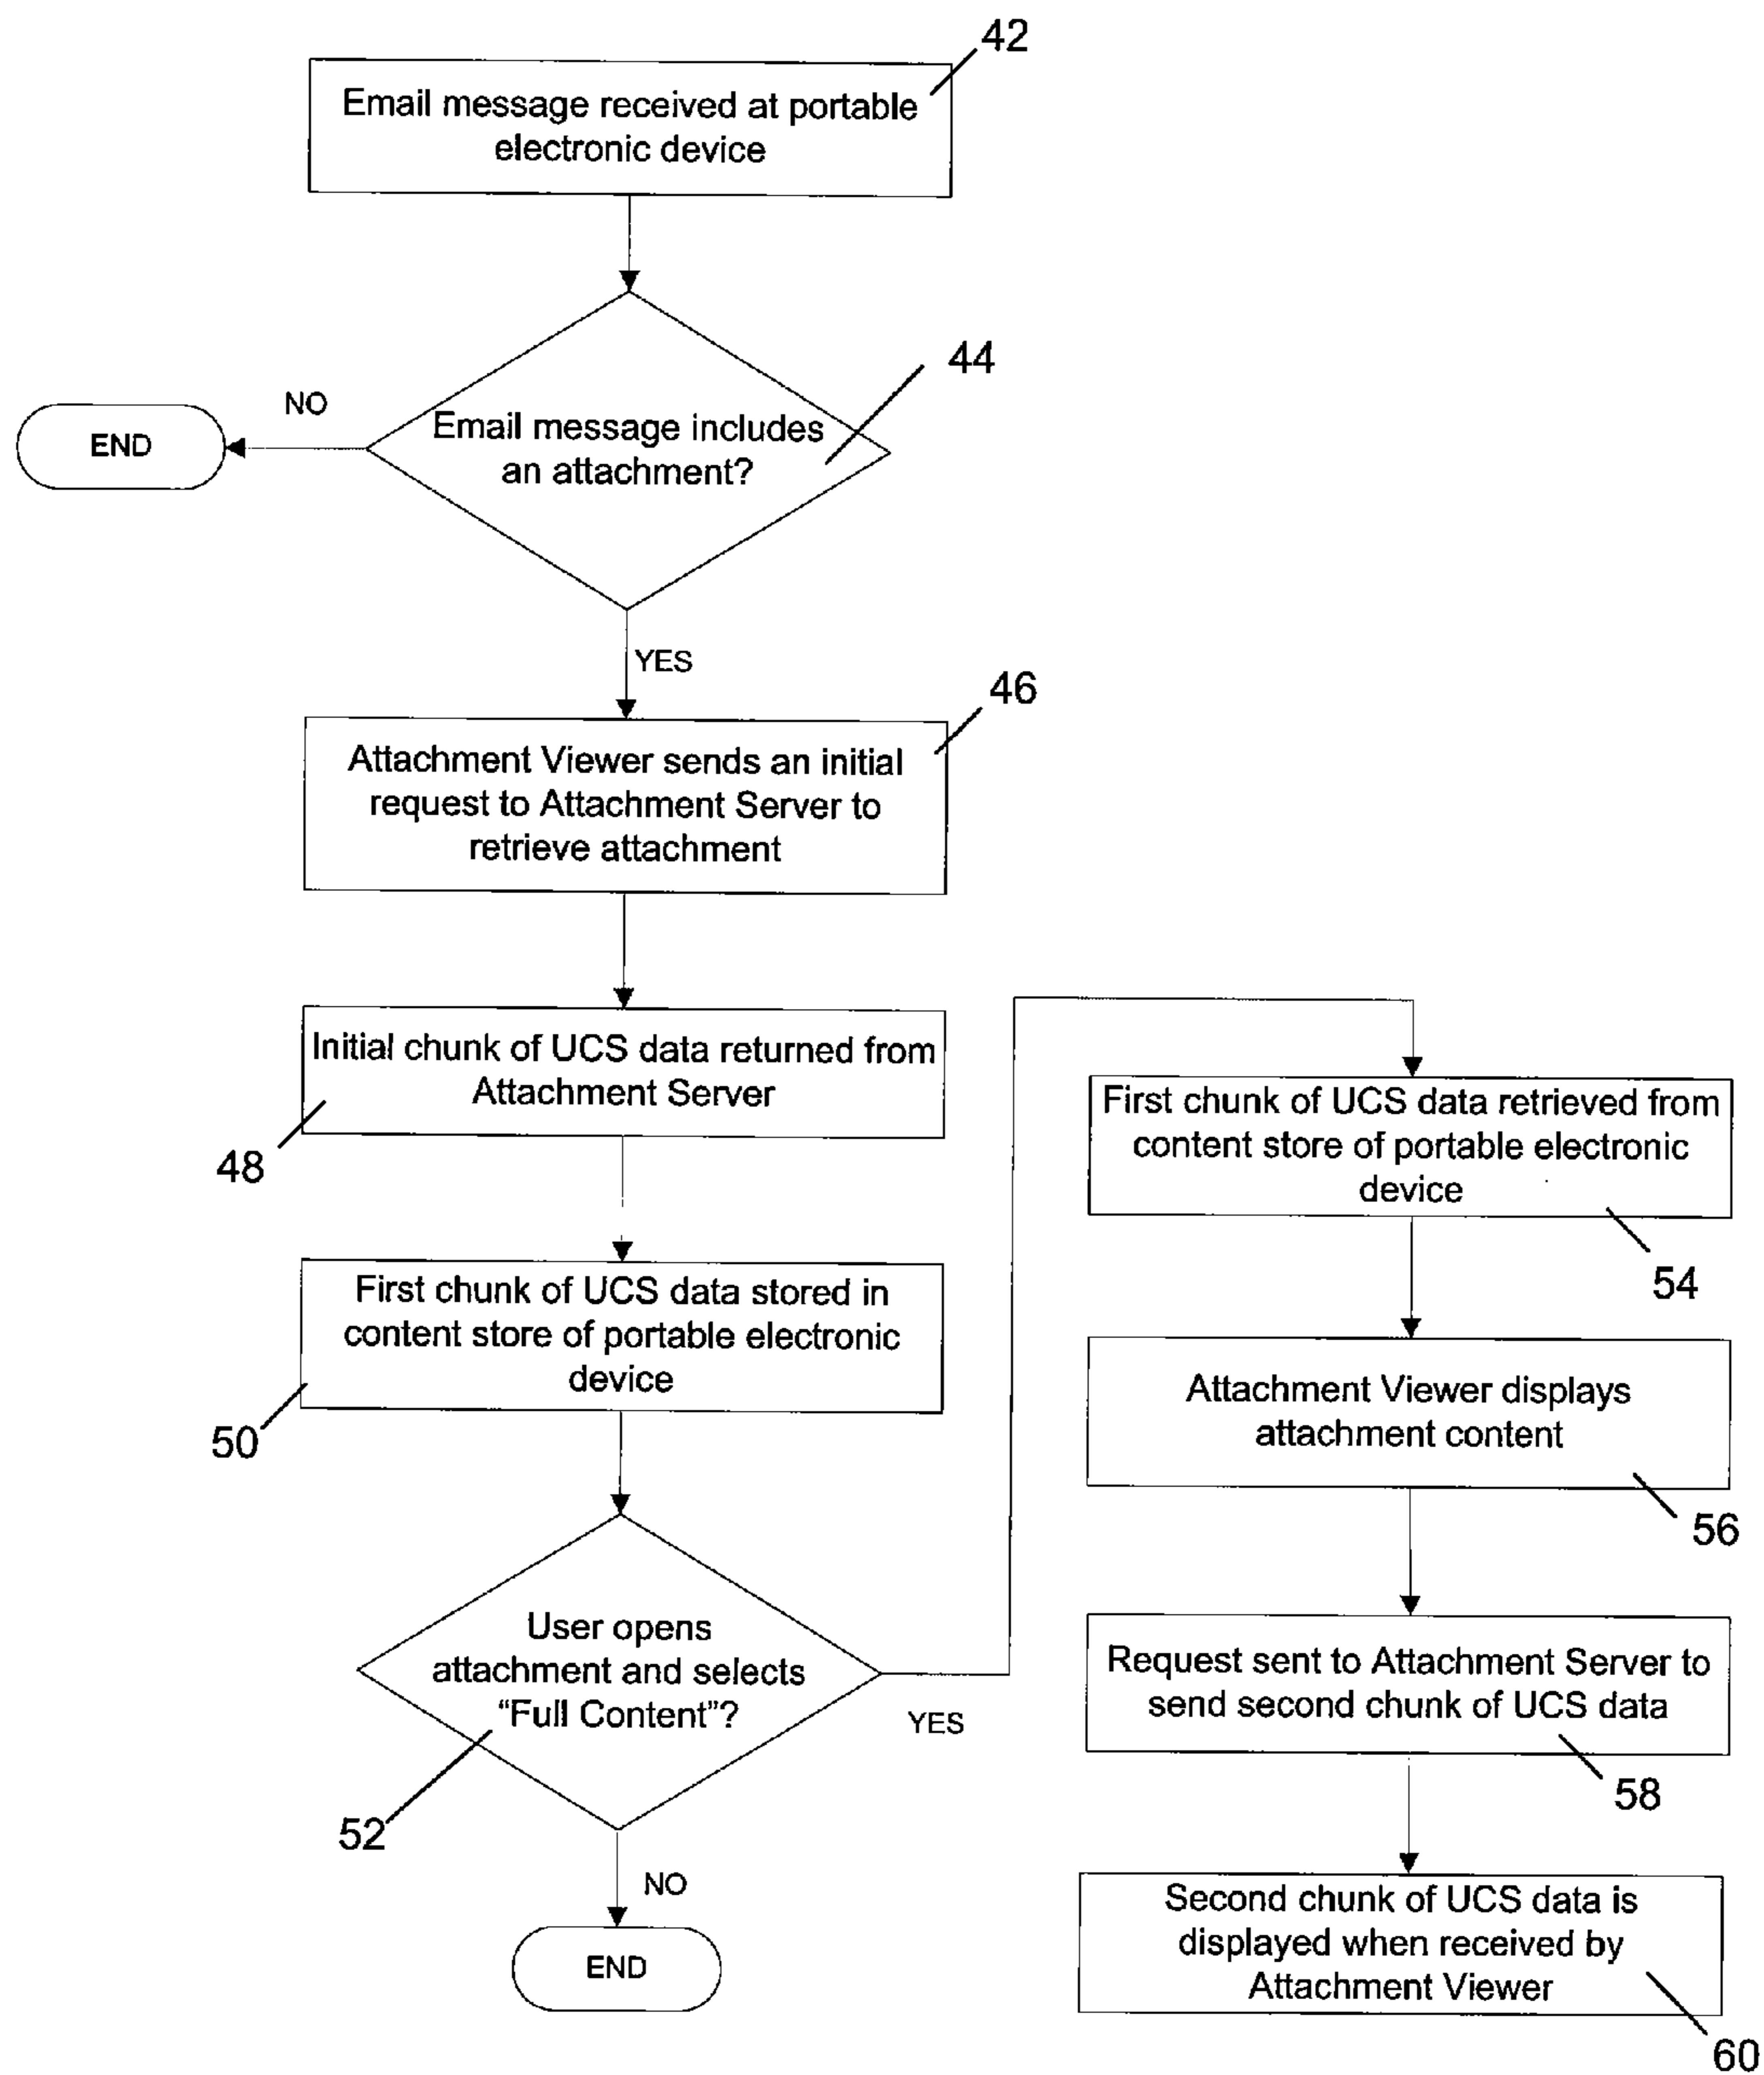 42
Email message received at portable
electronic device
44
NO
END
Email message includes
an attachment?
YES
46
Attachment Viewer sends an initial
request to Attachment Server to
retrieve attachment
Initial chunk of UCS data returned from
Attachment Server
48
First chunk of UCS data stored in
content store of portable electronic
device
50
User opens
attachment and selects
“Full Content”?
YES
52
NO
END
First chunk of UCS data retrieved from
content store of portable electronic
device
54
Attachment Viewer displays
attachment content
56
Request sent to Attachment Server to
send second chunk of UCS data
58
Second chunk of UCS data is
displayed when received by
Attachment Viewer
60